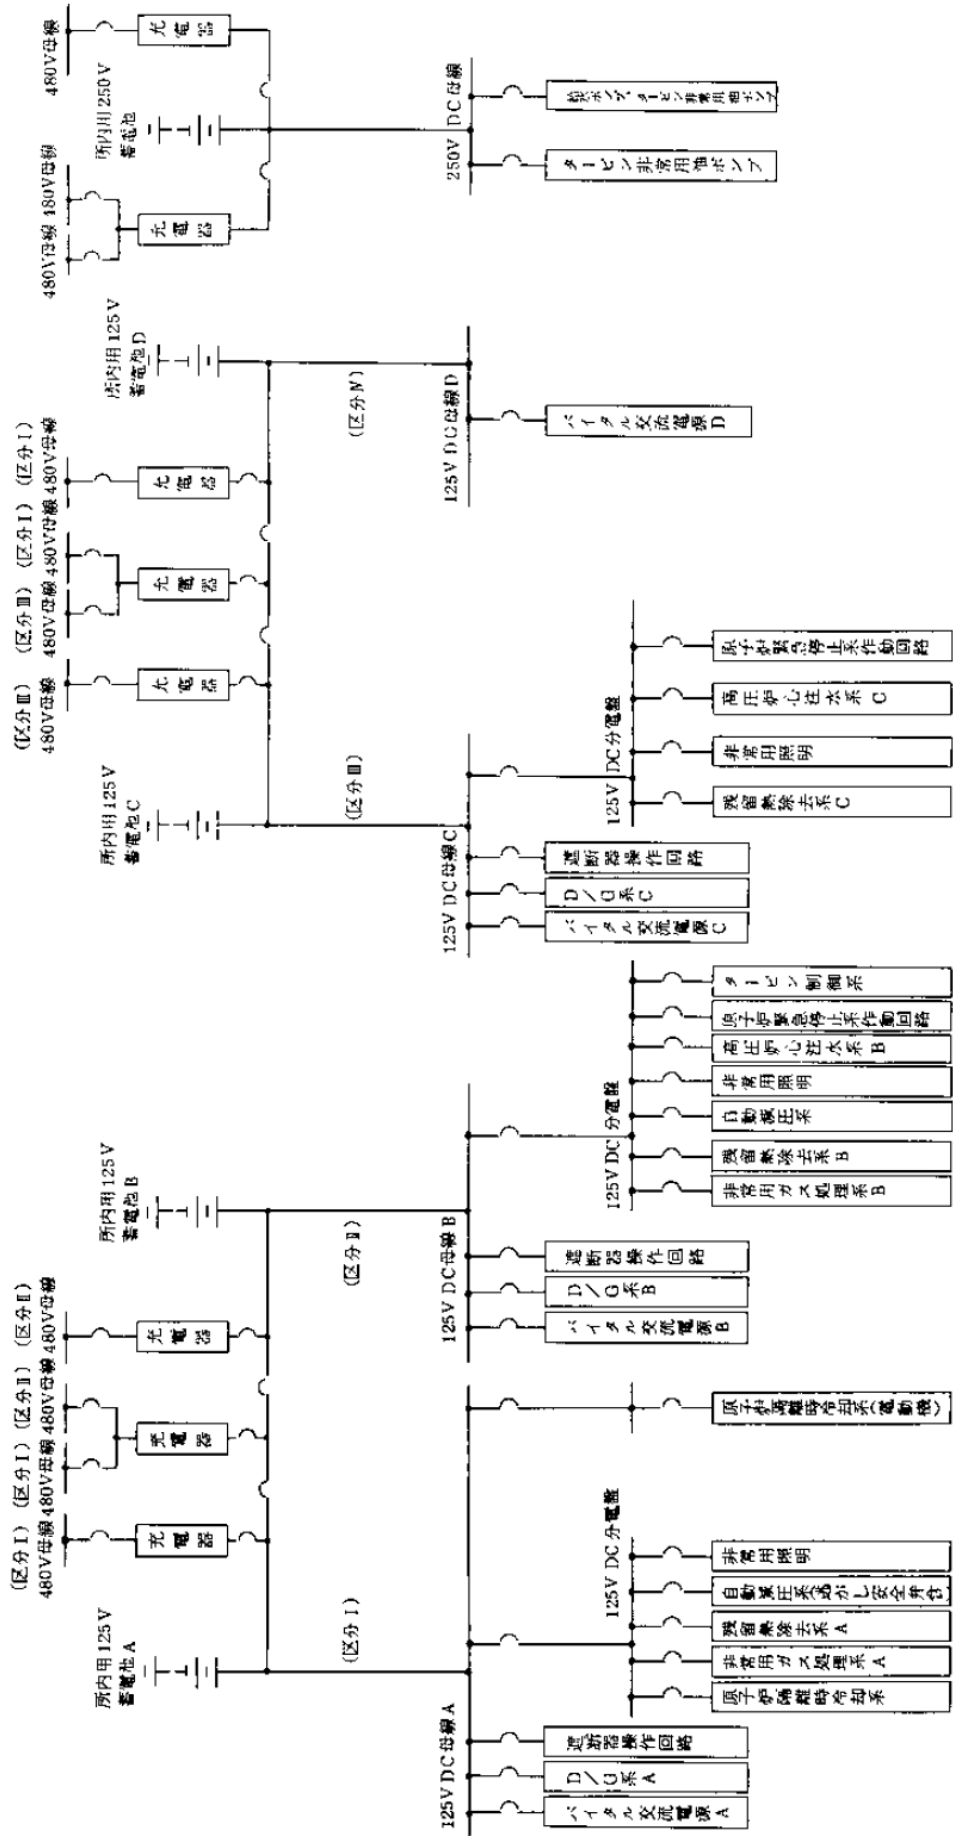 (区分Ⅰ)
480V母線
(区分Ⅰ)
480V母線
(区分Ⅱ)
480V母線
(区分Ⅱ)
480V母線
充電器
充電器
充電器
所内用125V
蓄電池A
所内用125V
蓄電池B
(区分Ⅰ)
(区分Ⅱ)
125V DC母線A
バイタル交流電源A
D/G系A
遮断器操作回路
125V DC分電盤
原子炉隔離時冷却系
非常用ガス処理系A
残留熱除去系A
自動減圧系(逃がし安全弁含)
非常用照明
原子炉隔離時冷却系(電動機)
125V DC母線B
バイタル交流電源B
D/G系B
遮断器操作回路
125V DC分電盤
非常用ガス処理系B
残留熱除去系B
自動減圧系
非常用照明
高圧炉心注水系B
原子炉緊急停止系作動回路
タービン制御系
(区分Ⅲ)
480V母線
(区分Ⅲ)
480V母線
(区分Ⅰ)
480V母線
(区分Ⅰ)
480V母線
充電器
充電器
充電器
所内用125V
蓄電池C
所内用125V
蓄電池D
(区分Ⅲ)
(区分Ⅳ)
125V DC母線C
バイタル交流電源C
D/G系C
遮断器操作回路
125V DC分電盤
残留熱除去系C
非常用照明
高圧炉心注水系C
原子炉緊急停止系作動回路
125V DC母線D
バイタル交流電源D
480V母線
480V母線
480V母線
充電器
充電器
所内用250V
蓄電池
250V DC母線
タービン非常用油ポンプ
ポンプ、タービン非常用油ポンプ